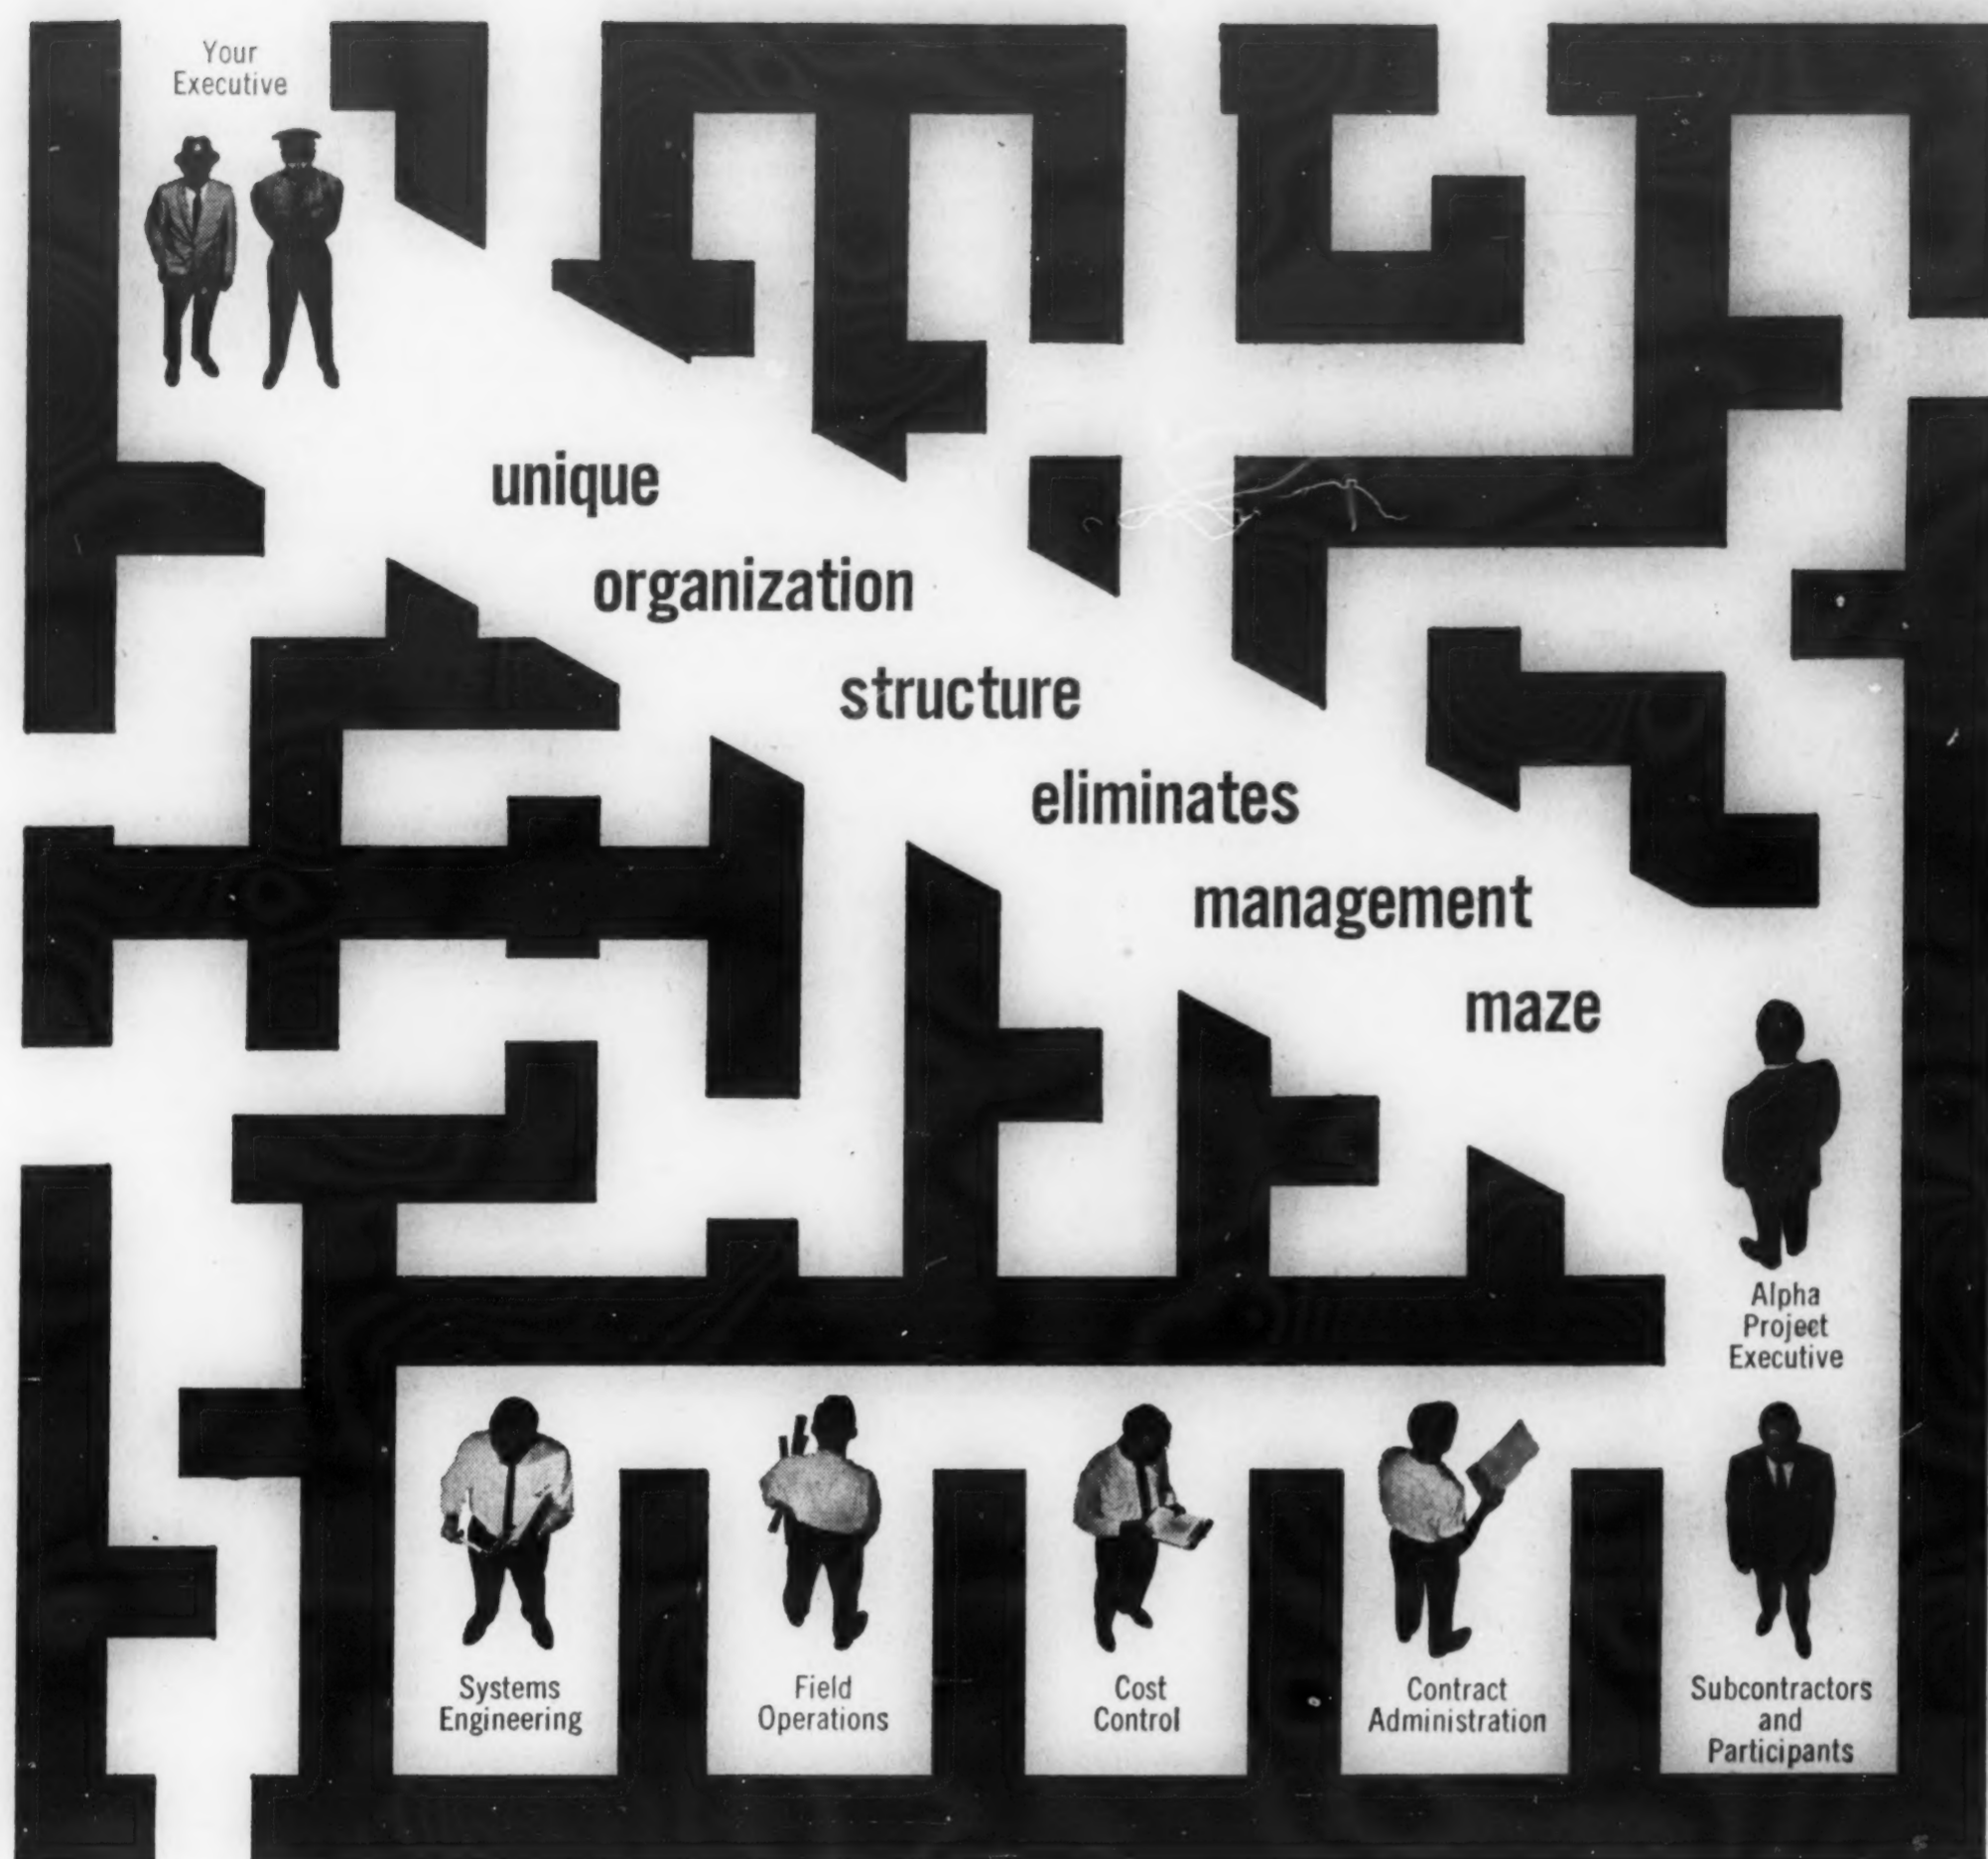 Your
Executive
unique
organization
structure
eliminates
management
maze
Alpha
Project
Executive
Systems
Engineering
Field
Operations
Cost
Control
Contract
Administration
Subcontractors
and
Participants